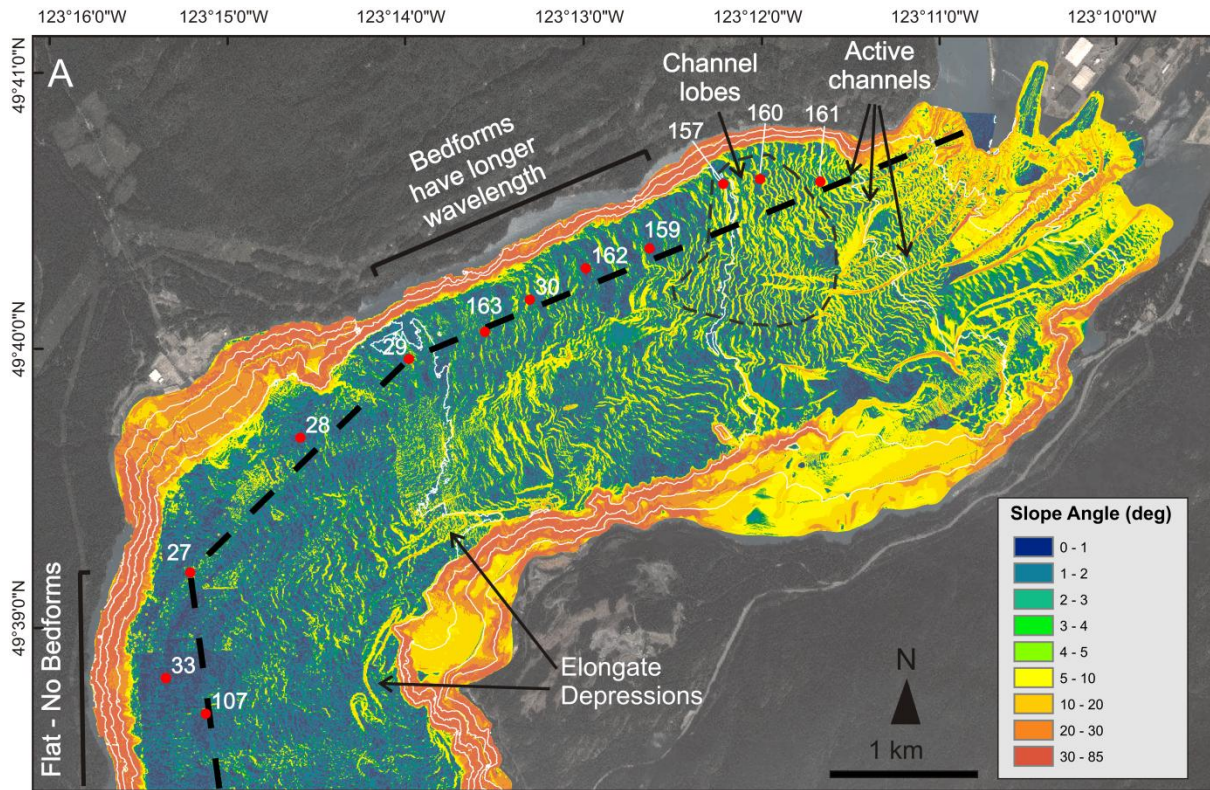 123°16'0"W 123°15'0"W 123°14'0"W 123°13'0"W 123°12'0"W 123°11'0"W 123°10'0"W
49°41'0"N
49°40'0"N
49°39'0"N
A
Bedforms
have longer
wavelength
Channel
lobes
Active
channels
157
160
161
159
162
30
163
29
28
27
33
107
Flat - No Bedforms
Elongate
Depressions
N
1 km
Slope Angle (deg)
0 - 1
1 - 2
2 - 3
3 - 4
4 - 5
5 - 10
10 - 20
20 - 30
30 - 85